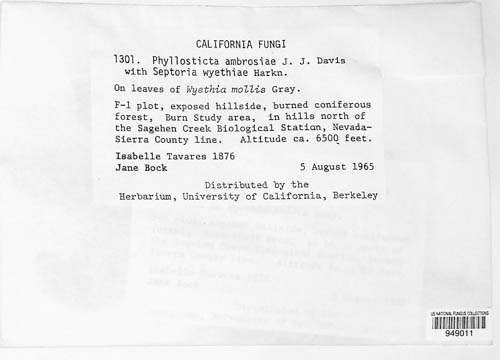 CALIFORNIA FUNGI
1301. Phyllosticta ambrosiae J. J. Davis
with Septoria wyethiae Harkn.
On leaves of Wyethia mollis Gray.
F-1 plot, exposed hillside, burned coniferous
forest, Burn Study area, in hills north of
the Sagehen Creek Biological Station, Nevada-
Sierra County line. Altitude ca. 6500 feet.
Isabelle Tavares 1876
Jane Bock 5 August 1965
Distributed by the
Herbarium, University of California, Berkeley
US NATIONAL FUNGUS COLLECTIONS
949011